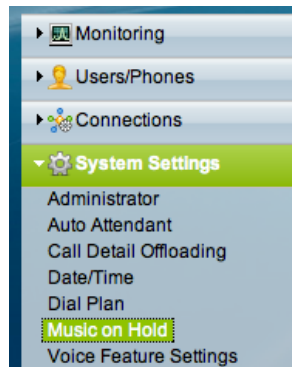 Monitoring
Users/Phones
Connections
System Settings
Administrator
Auto Attendant
Call Detail Offloading
Date/Time
Dial Plan
Music on Hold
Voice Feature Settings